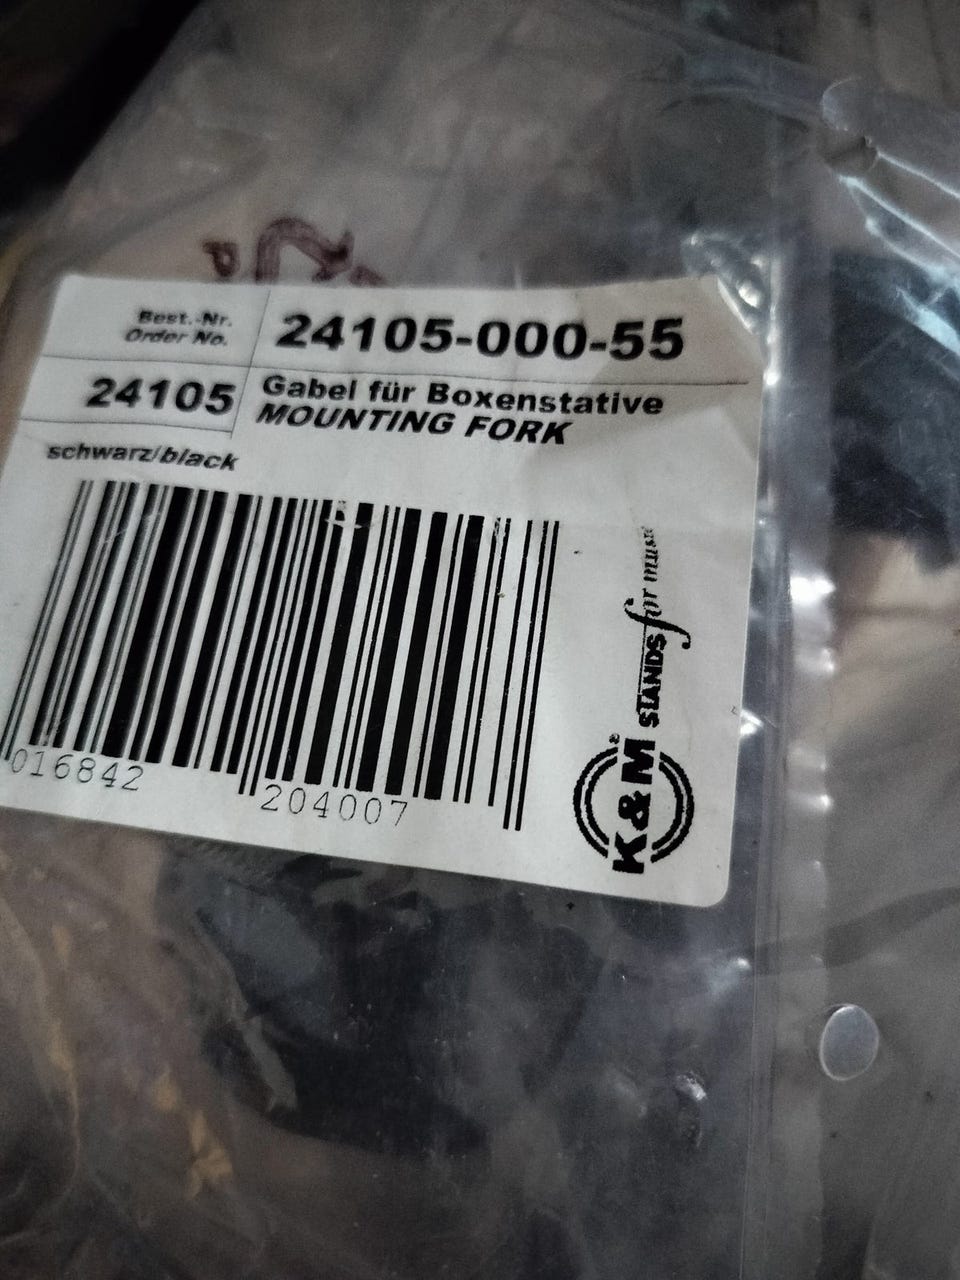 Best.-Nr.
Order No.
24105-000-55
24105
Gabel für Boxenstative
MOUNTING FORK
schwarz/black
016842
204007
K&M®
STANDS for music